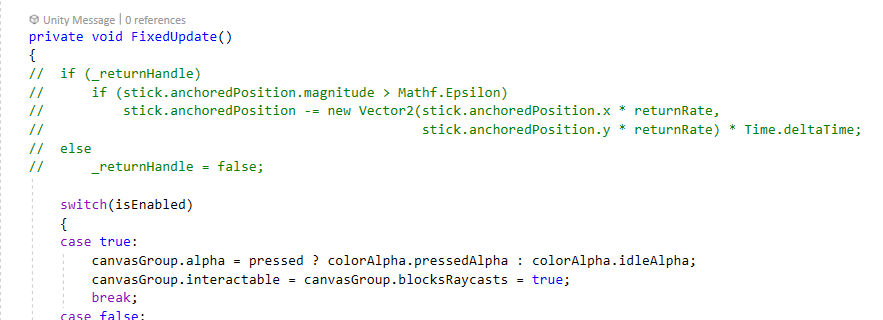 Unity Message | 0 references
private void FixedUpdate()
{
//  if (_returnHandle)
//      if (stick.anchoredPosition.magnitude > Mathf.Epsilon)
//          stick.anchoredPosition -= new Vector2(stick.anchoredPosition.x * returnRate,
//                                                stick.anchoredPosition.y * returnRate) * Time.deltaTime;
//  else
//      _returnHandle = false;
    switch(isEnabled)
    {
    case true:
        canvasGroup.alpha = pressed ? colorAlpha.pressedAlpha : colorAlpha.idleAlpha;
        canvasGroup.interactable = canvasGroup.blocksRaycasts = true;
        break;
    case false: